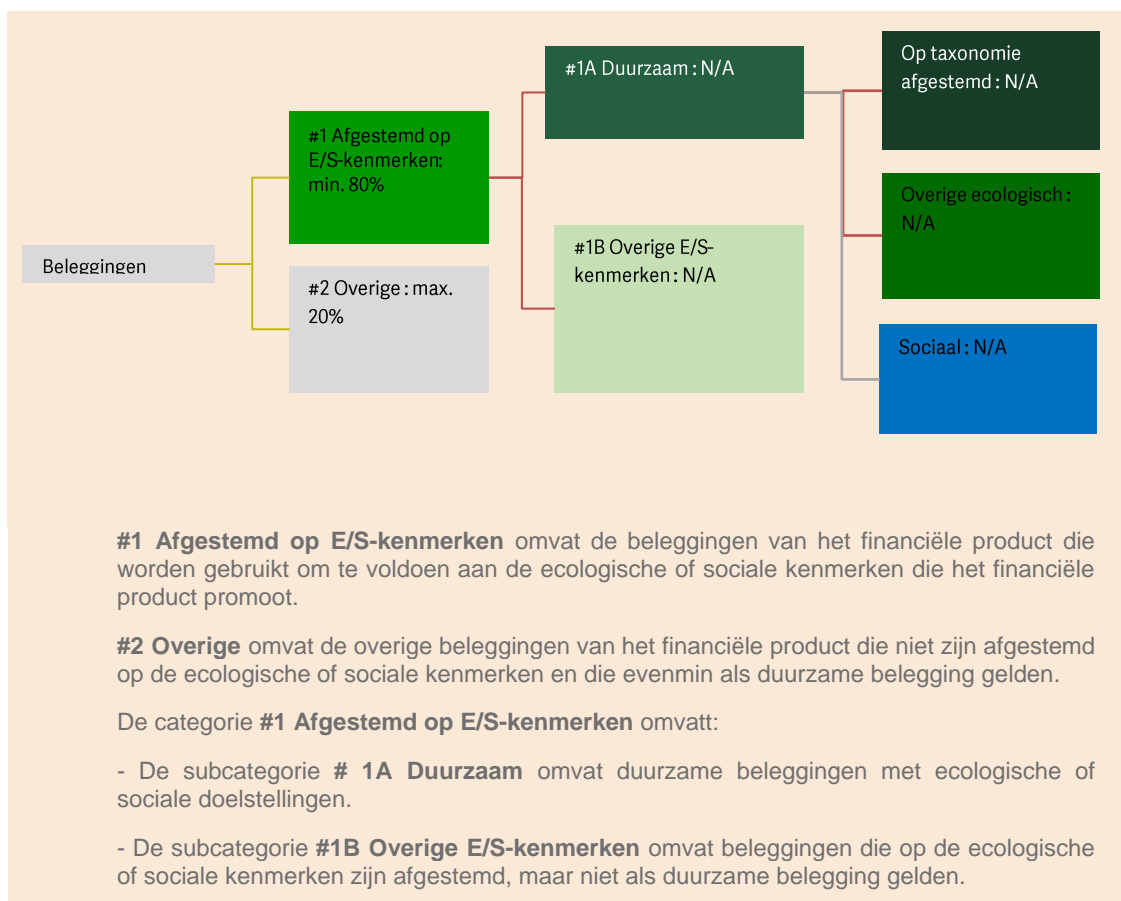 Beleggingen
#1 Afgestemd op
E/S-kenmerken:
min. 80%
#2 Overige : max.
20%
#1A Duurzaam : N/A
#1B Overige E/S-
kenmerken : N/A
Op taxonomie
afgestemd : N/A
Overige ecologisch :
N/A
Sociaal : N/A
#1 Afgestemd op E/S-kenmerken omvat de beleggingen van het financiële product die
worden gebruikt om te voldoen aan de ecologische of sociale kenmerken die het financiële
product promoot.
#2 Overige omvat de overige beleggingen van het financiële product die niet zijn afgestemd
op de ecologische of sociale kenmerken en die evenmin als duurzame belegging gelden.
De categorie #1 Afgestemd op E/S-kenmerken omvatt:
- De subcategorie # 1A Duurzaam omvat duurzame beleggingen met ecologische of
sociale doelstellingen.
- De subcategorie #1B Overige E/S-kenmerken omvat beleggingen die op de ecologische
of sociale kenmerken zijn afgestemd, maar niet als duurzame belegging gelden.